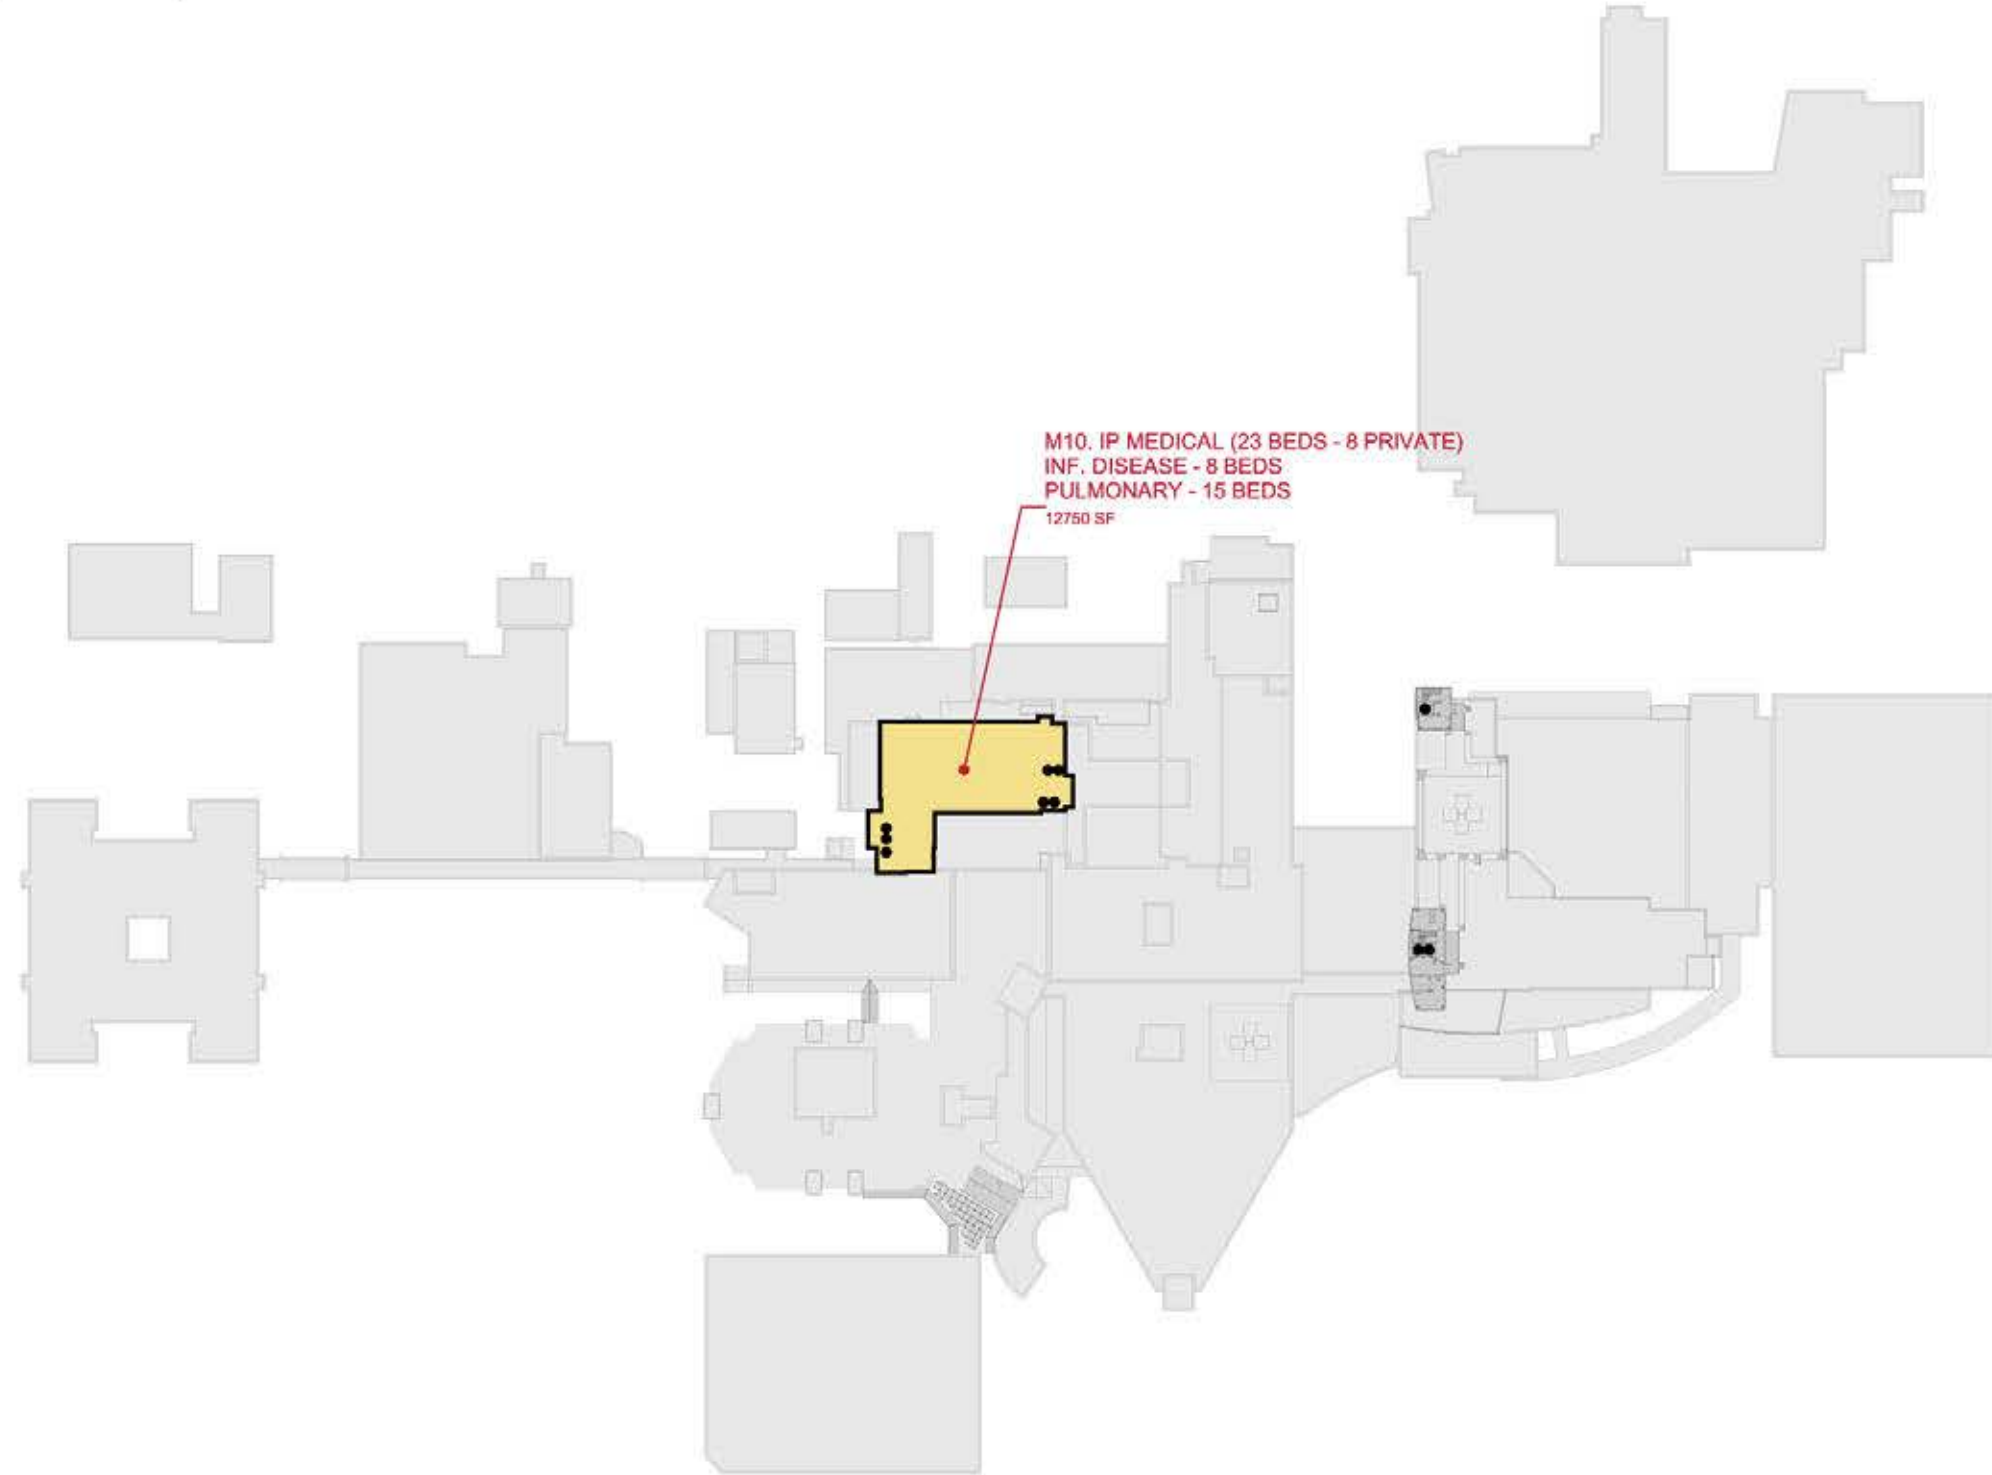 M10. IP MEDICAL (23 BEDS - 8 PRIVATE)
INF. DISEASE - 8 BEDS
PULMONARY - 15 BEDS
12750 SF